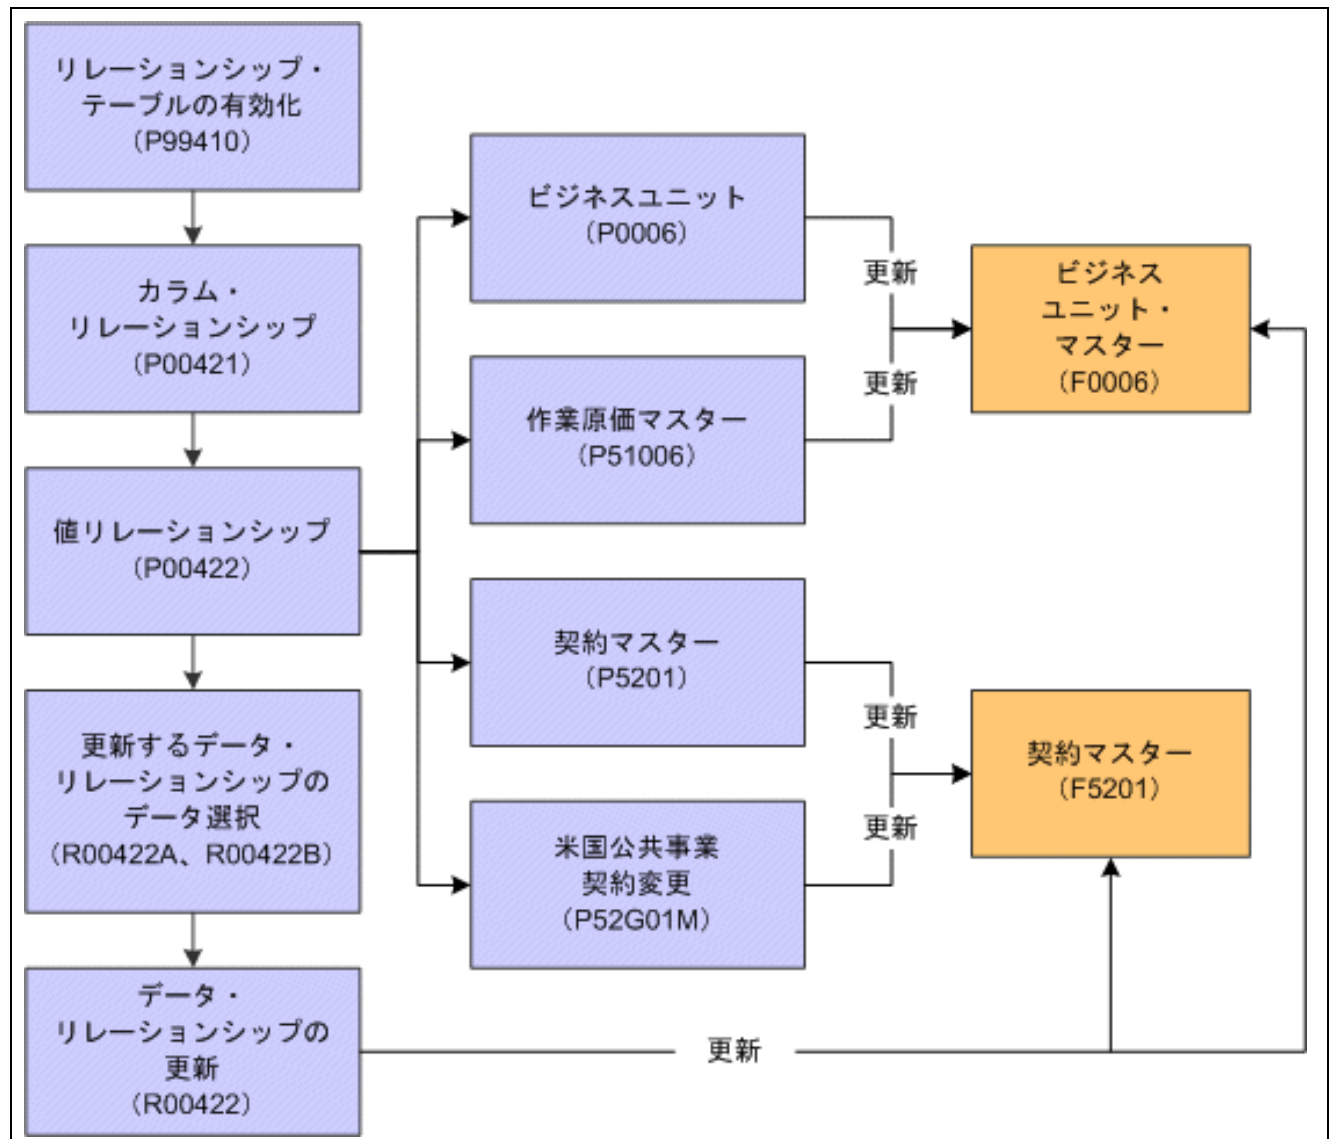 リレーションシップ・
テーブルの有効化
(P99410)
カラム・
リレーションシップ
(P00421)
値リレーションシップ
(P00422)
更新するデータ・
リレーションシップの
データ選択
(R00422A、R00422B)
データ・
リレーションシップの
更新
(R00422)
ビジネスユニット
(P0006)
作業原価マスター
(P51006)
契約マスター
(P5201)
米国公共事業
契約変更
(P52G01M)
更新
更新
更新
更新
更新
ビジネス
ユニット・
マスター
(F0006)
契約マスター
(F5201)